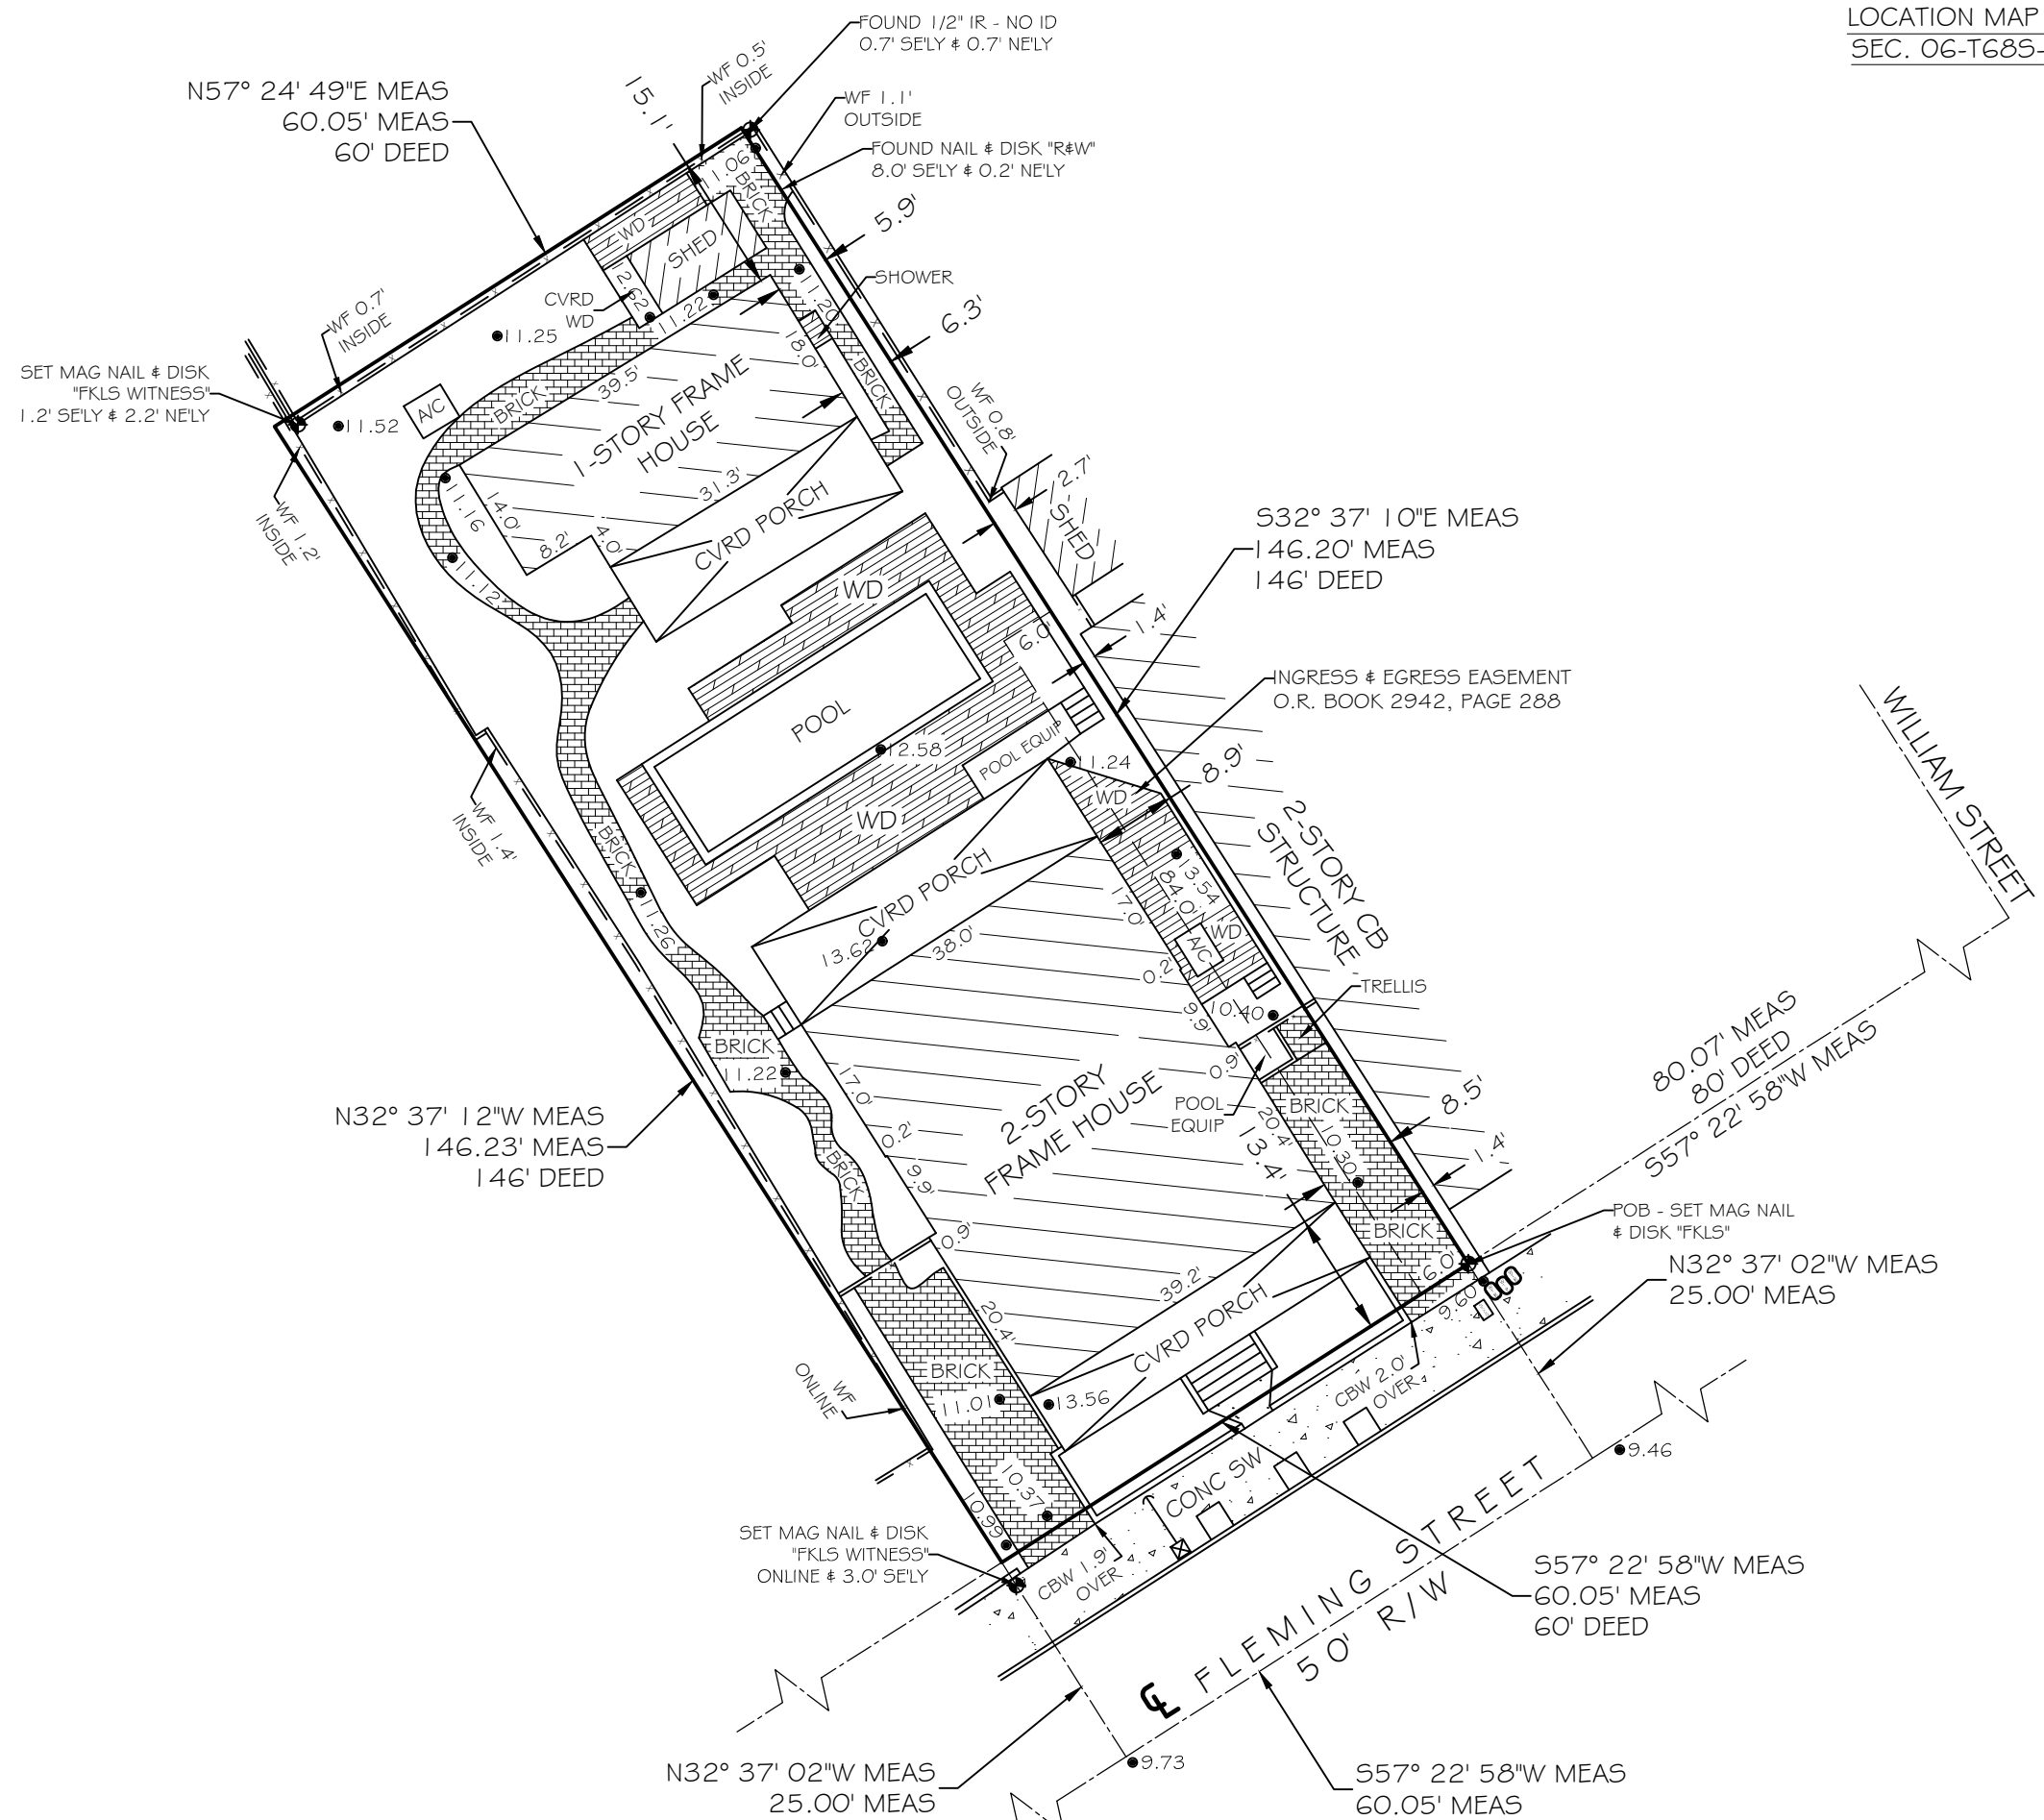 LOCATION MAP
SEC. 06-T68S-
FOUND 1/2" IR - NO ID
0.7' SE'LY & 0.7' NE'LY
WF 0.5'
INSIDE
15.1'
N57° 24' 49"E MEAS
60.05' MEAS
60' DEED
WF 1.1'
OUTSIDE
FOUND NAIL & DISK "R&W"
8.0' SE'LY & 0.2' NE'LY
11.06
BRICK
5.9'
WD
SHED
SHOWER
6.3'
CVRD
WD
12.62
11.22
11.20
18.0'
BRICK
WF 0.7'
INSIDE
11.25
SET MAG NAIL & DISK
"FKLS WITNESS"
1.2' SE'LY & 2.2' NE'LY
A/C
11.52
BRICK
39.5'
1-STORY FRAME
HOUSE
WF 0.8'
OUTSIDE
2.7'
SHED
WF 1.2'
INSIDE
11.16
14.0'
31.3'
8.2'
4.0'
CVRD PORCH
11.12
S32° 37' 10"E MEAS
146.20' MEAS
146' DEED
WD
6.0'
1.4'
INGRESS & EGRESS EASEMENT
O.R. BOOK 2942, PAGE 288
POOL
12.58
POOL EQUIP
11.24
8.9'
WILLIAM STREET
WF 1.4'
INSIDE
WD
WD
BRICK
11.26
CVRD PORCH
13.62
38.0'
17.0'
84.0'
13.54
WD
A/C
0.2'
9.9'
2-STORY CB
STRUCTURE
TRELLIS
10.40
80.07' MEAS
80' DEED
S57° 22' 58"W MEAS
BRICK
11.22
17.0'
0.2'
9.9'
0.9'
2-STORY
FRAME HOUSE
0.9'
POOL
EQUIP
BRICK
8.5'
20.4'
13.4'
10.30
1.4'
N32° 37' 12"W MEAS
146.23' MEAS
146' DEED
BRICK
BRICK
POB - SET MAG NAIL
& DISK "FKLS"
6.0'
9.60
N32° 37' 02"W MEAS
25.00' MEAS
39.2'
CVRD PORCH
20.4'
BRICK
11.01
13.56
WF
ONLINE
CBW 2.0'
OVER
9.46
CONC SW
10.37
10.99
SET MAG NAIL & DISK
"FKLS WITNESS"
ONLINE & 3.0' SE'LY
CBW 1.9'
OVER
S57° 22' 58"W MEAS
60.05' MEAS
60' DEED
FLEMING STREET
50' R/W
9.73
N32° 37' 02"W MEAS
25.00' MEAS
S57° 22' 58"W MEAS
60.05' MEAS